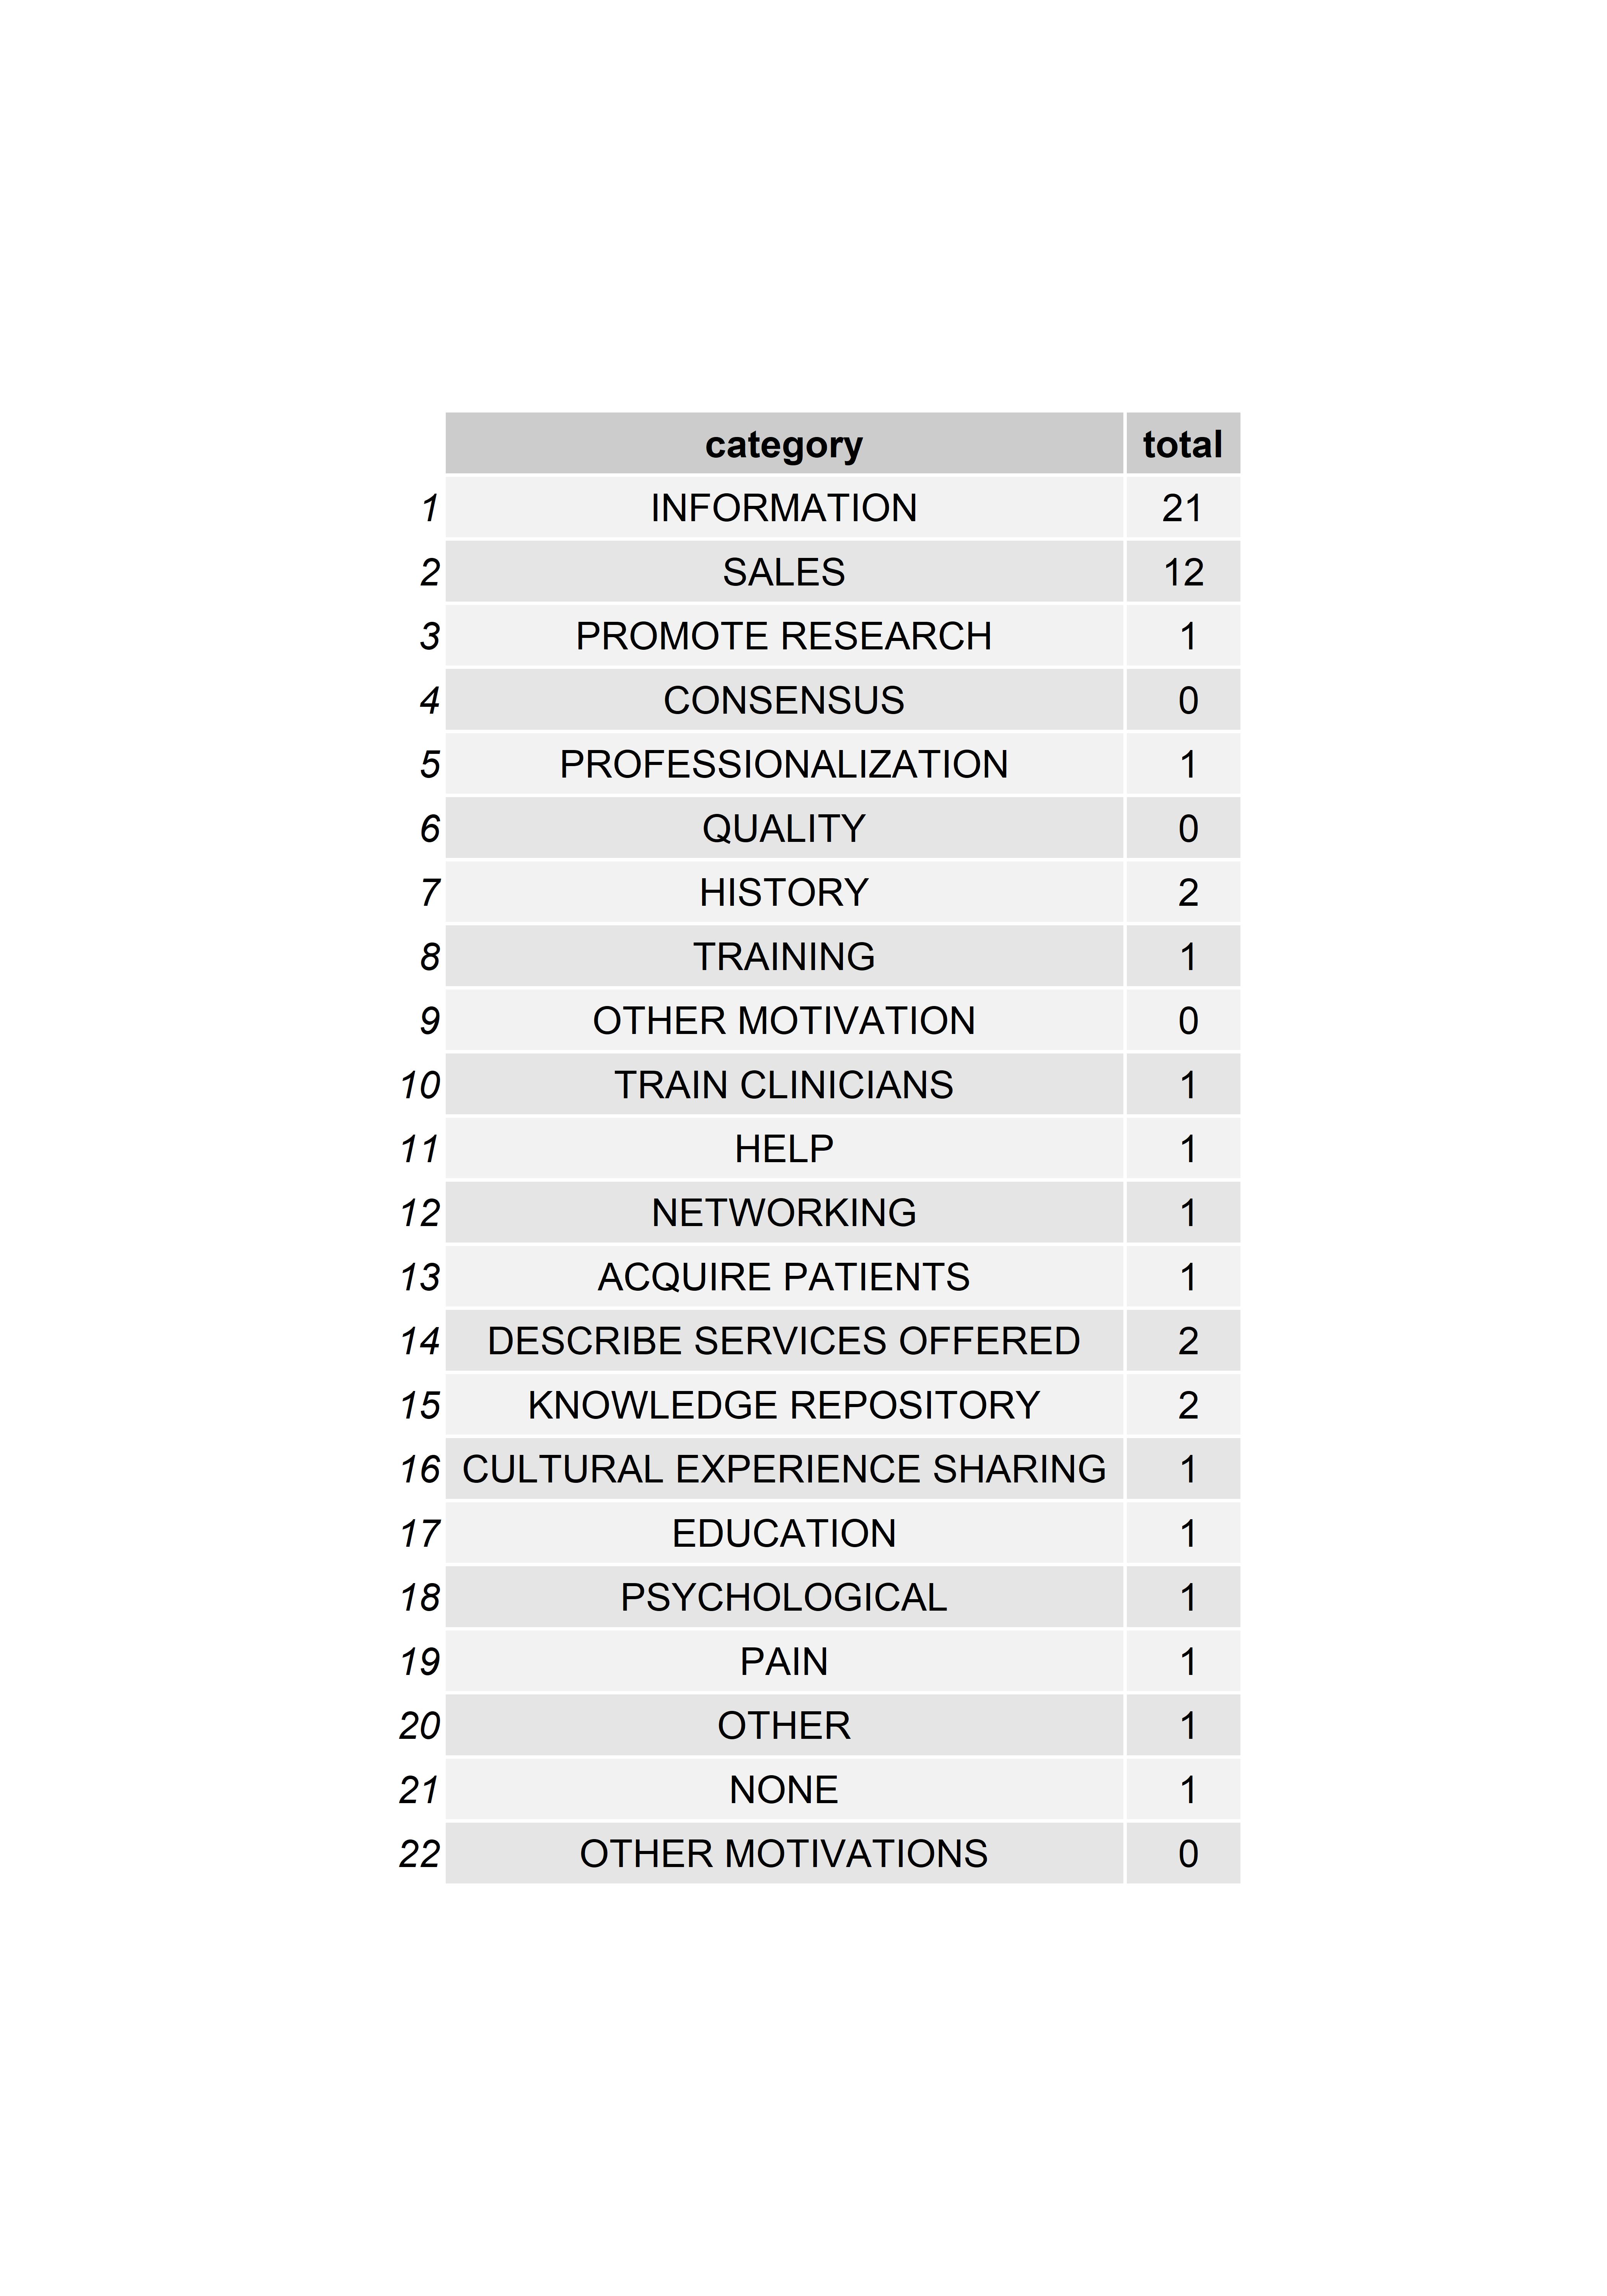 category total
1 INFORMATION 21
2 SALES 12
3 PROMOTE RESEARCH 1
4 CONSENSUS 0
5 PROFESSIONALIZATION 1
6 QUALITY 0
7 HISTORY 2
8 TRAINING 1
9 OTHER MOTIVATION 0
10 TRAIN CLINICIANS 1
11 HELP 1
12 NETWORKING 1
13 ACQUIRE PATIENTS 1
14 DESCRIBE SERVICES OFFERED 2
15 KNOWLEDGE REPOSITORY 2
16 CULTURAL EXPERIENCE SHARING 1
17 EDUCATION 1
18 PSYCHOLOGICAL 1
19 PAIN 1
20 OTHER 1
21 NONE 1
22 OTHER MOTIVATIONS 0